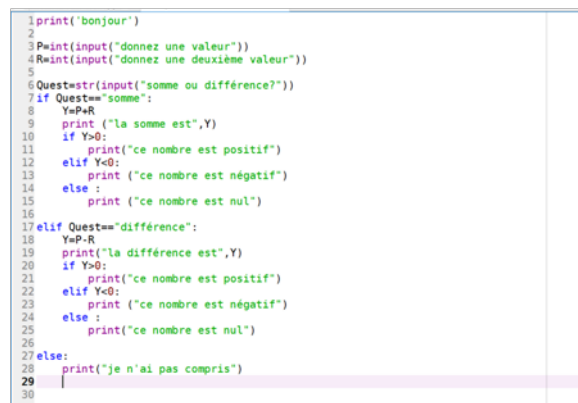 1 print('bonjour')
2
3 P=int(input("donnez une valeur"))
4 R=int(input("donnez une deuxième valeur"))
5
6 Quest=str(input("somme ou différence?"))
7 if Quest=="somme":
8     Y=P+R
9     print ("la somme est",Y)
10     if Y>0:
11         print("ce nombre est positif")
12     elif Y<0:
13         print ("ce nombre est négatif")
14     else :
15         print ("ce nombre est nul")
16
17 elif Quest=="différence":
18     Y=P-R
19     print("la différence est",Y)
20     if Y>0:
21         print("ce nombre est positif")
22     elif Y<0:
23         print ("ce nombre est négatif")
24     else :
25         print("ce nombre est nul")
26
27 else:
28     print("je n'ai pas compris")
29
30